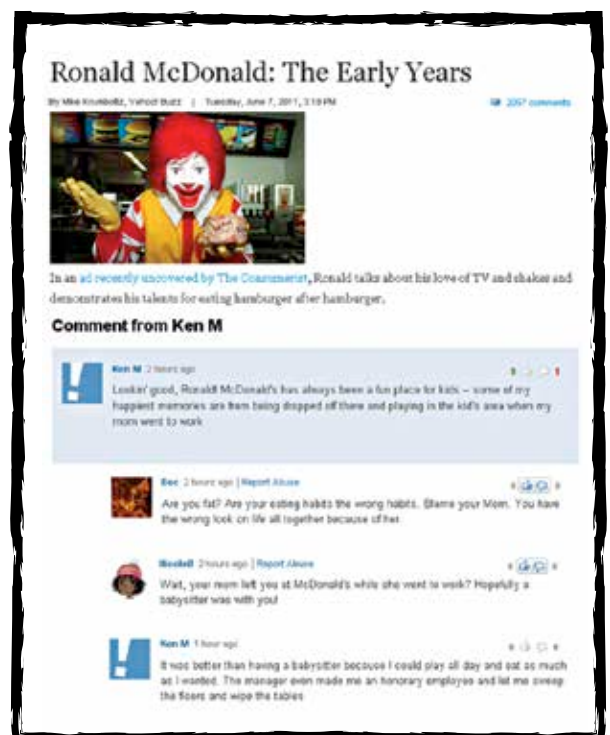 Ronald McDonald: The Early Years
By Mike Krumboltz, Yahoo! Buzz | Tuesday, June 7, 2011, 3:19 PM
2057 comments
In an ad recently uncovered by The Consumerist, Ronald talks about his love of TV and shakes and
demonstrates his talents for eating hamburger after hamburger.
Comment from Ken M
Ken M 2 hours ago
Lookin' good, Ronald! McDonald's has always been a fun place for kids – some of my
happiest memories are from being dropped off there and playing in the kid's area when my
mom went to work
2 hours ago | Report Abuse
Are you fat? Are your eating habits the wrong habits. Blame your Mom. You have
the wrong look on life all together because of her.
2 hours ago | Report Abuse
Wait, your mom left you at McDonald's while she went to work? Hopefully a
babysitter was with you!
Ken M 1 hour ago
It was better than having a babysitter because I could play all day and eat as much
as I wanted. The manager even made me an honorary employee and let me sweep
the floors and wipe the tables